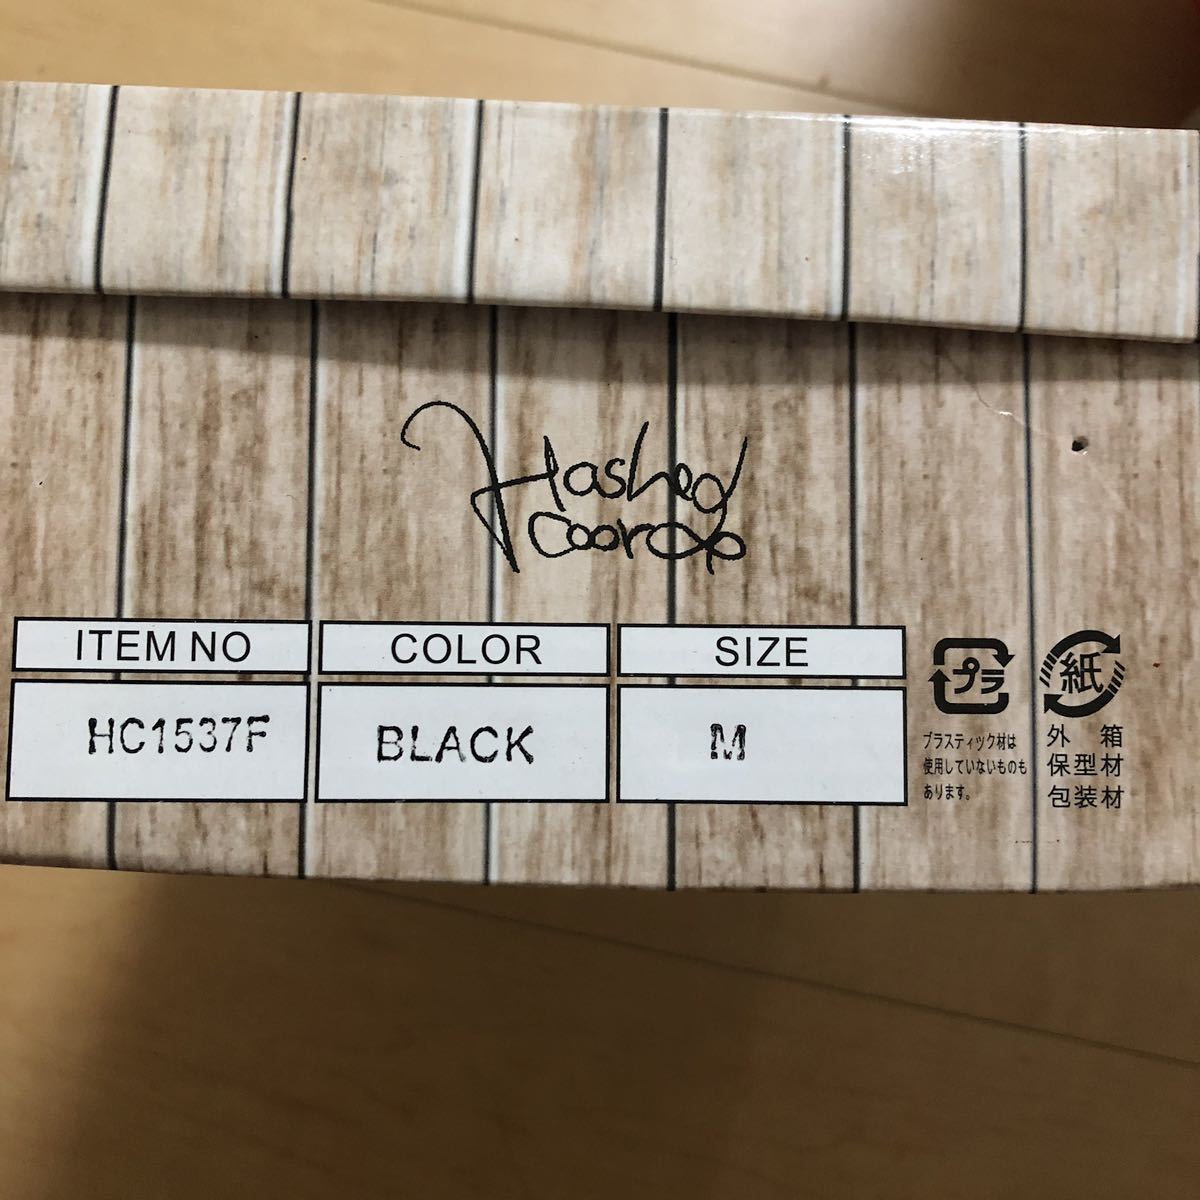 Hashed
ITEM NO COLOR SIZE
HC1537F BLACK M
プラ
プラスティック材は
使用していないものも
あります。
紙
外箱
保型材
包装材